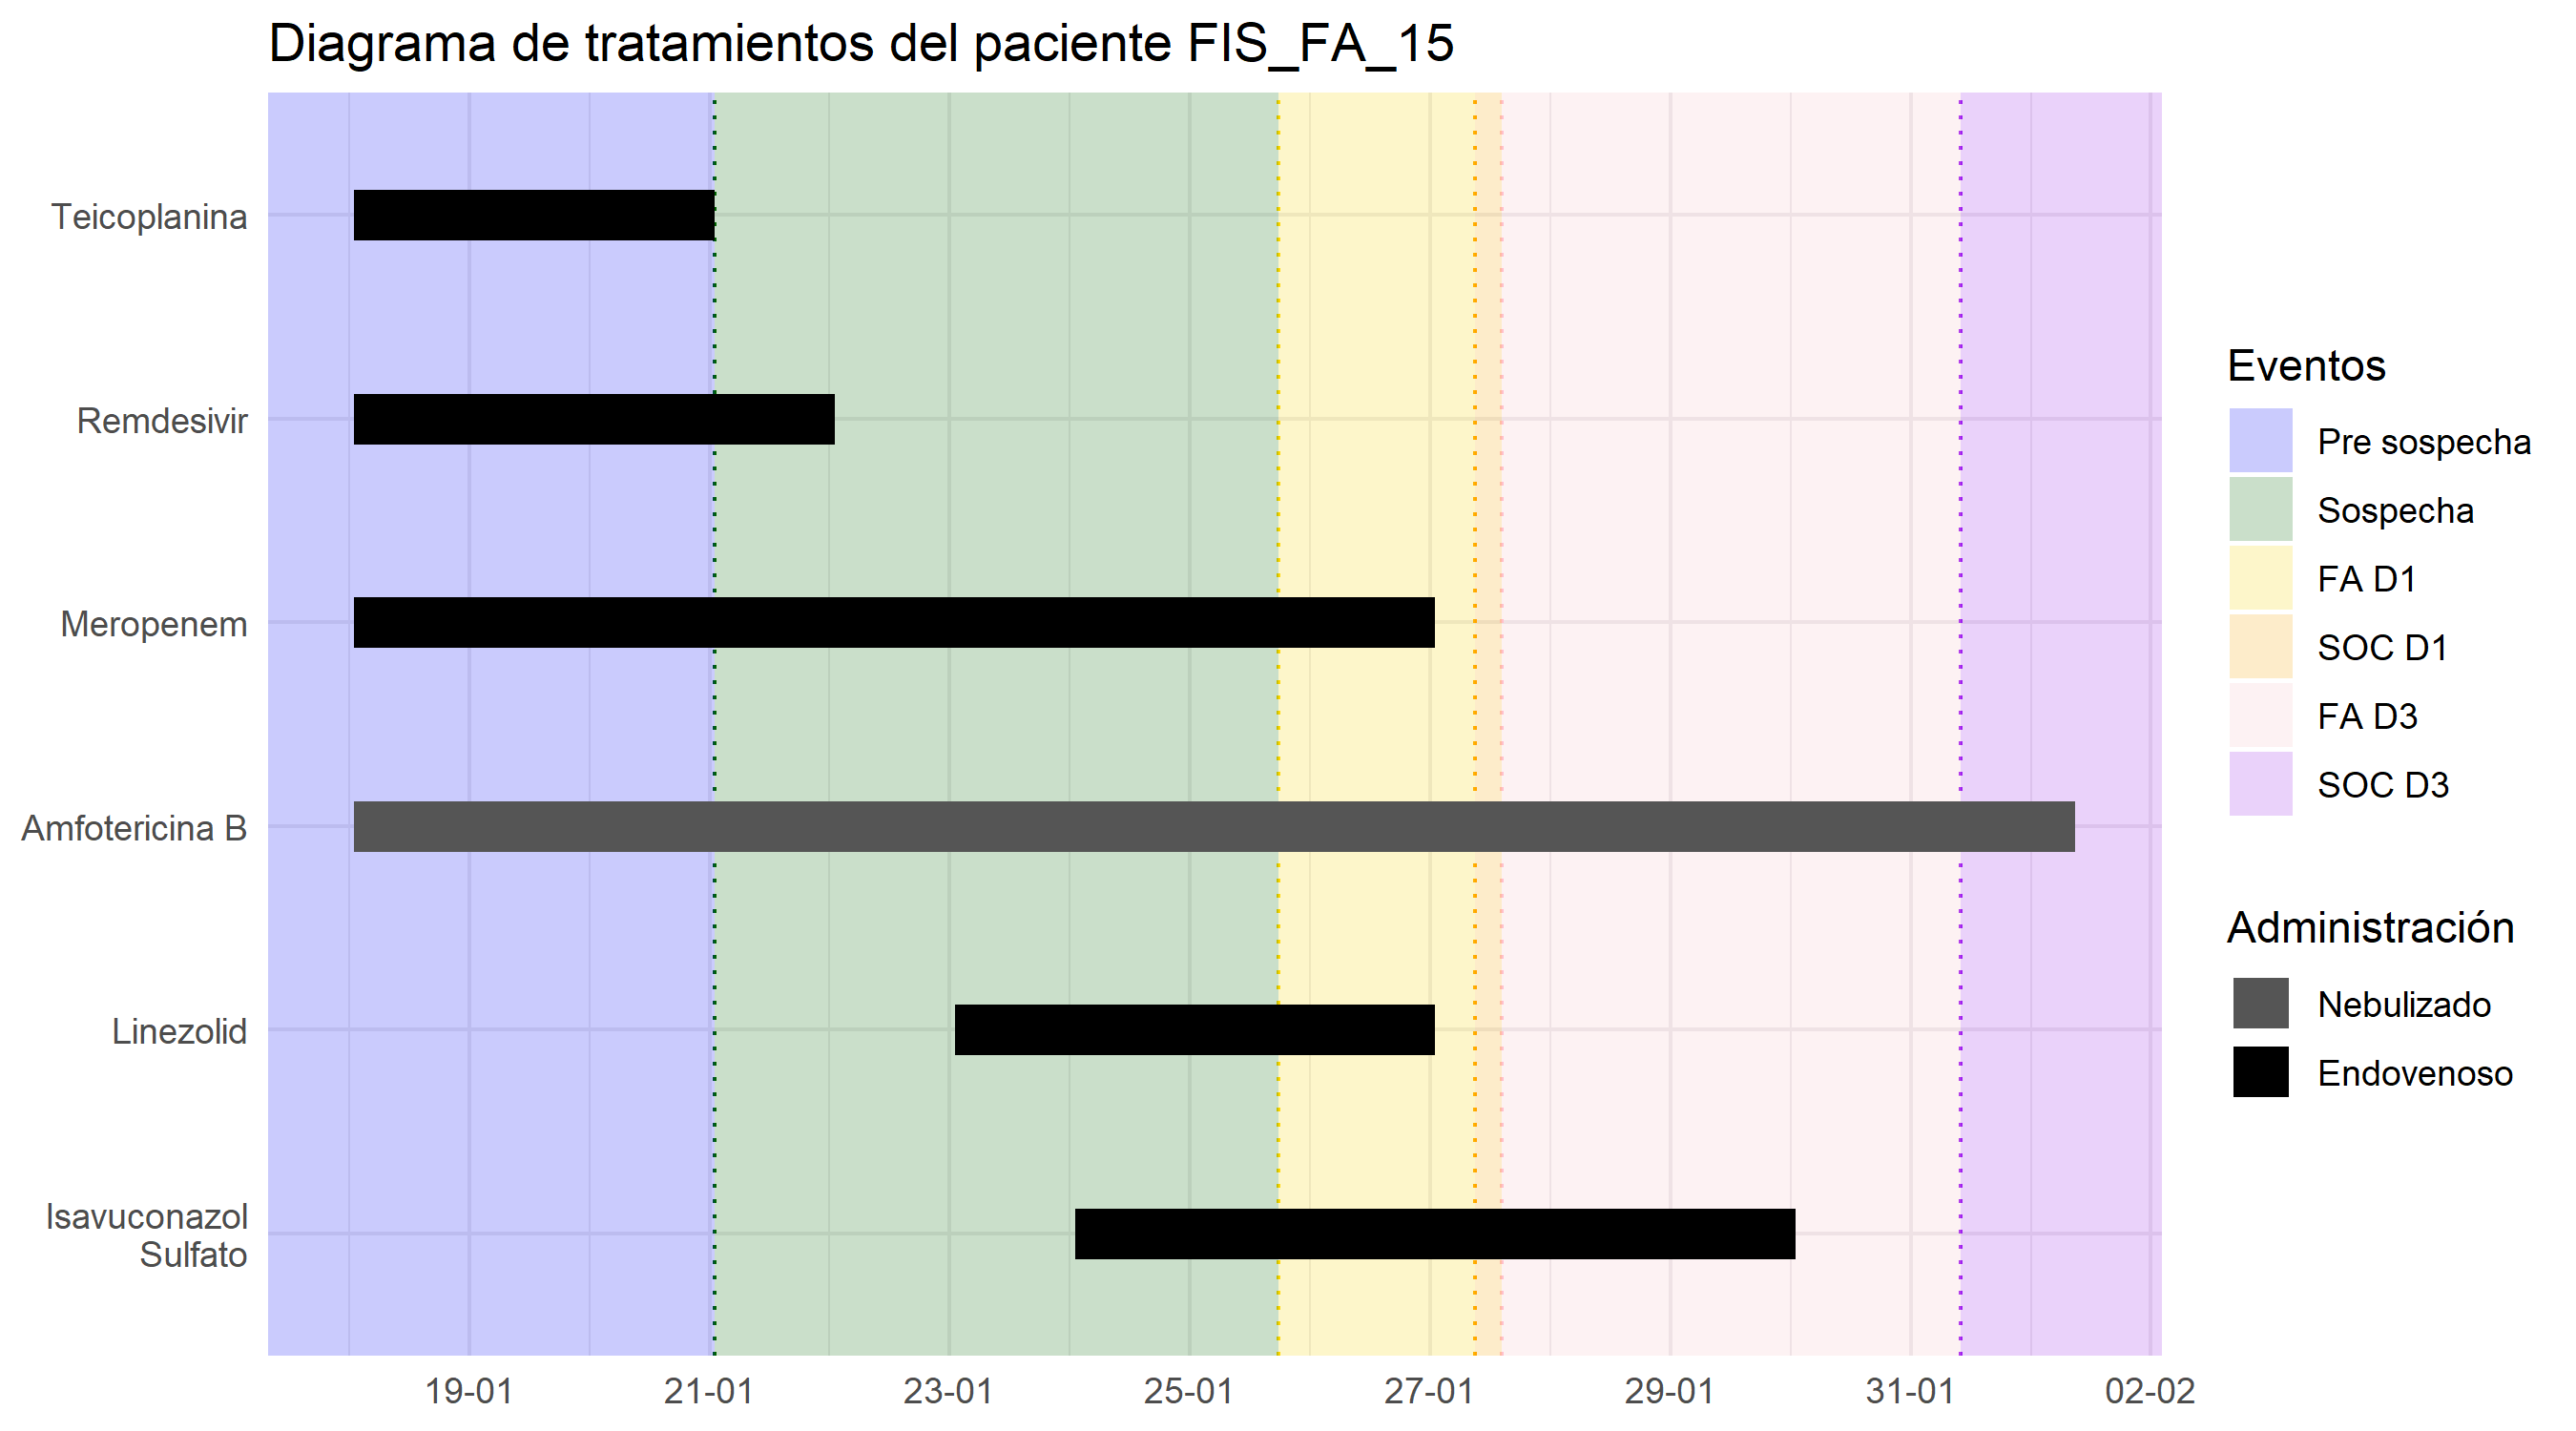 Diagrama de tratamientos del paciente FIS_FA_15
Teicoplanina
Remdesivir
Meropenem
Amfotericina B
Linezolid
Isavuconazol
Sulfato
19-01
21-01
23-01
25-01
27-01
29-01
31-01
02-02
Eventos
Pre sospecha
Sospecha
FA D1
SOC D1
FA D3
SOC D3
Administración
Nebulizado
Endovenoso